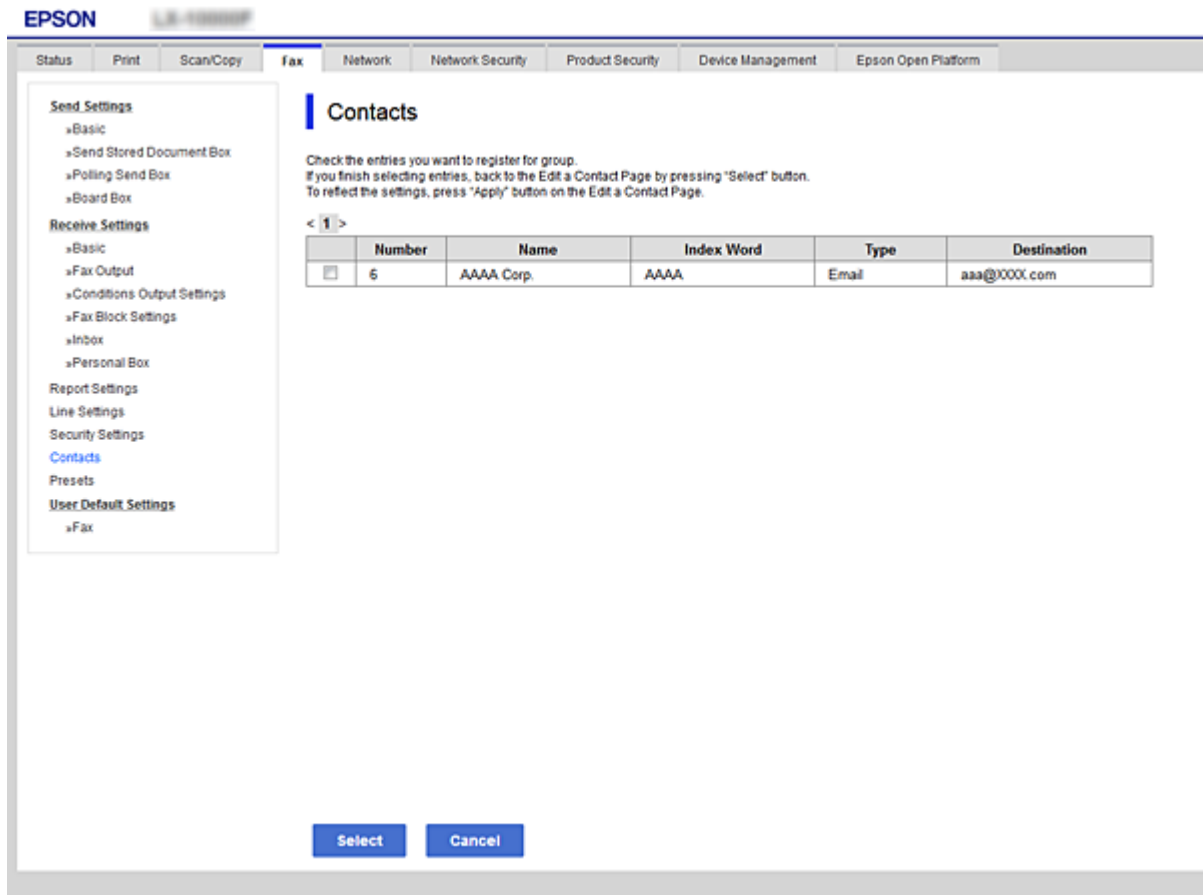 EPSON
Status Print Scan/Copy Fax Network Network Security Product Security Device Management Epson Open Platform
Send Settings
»Basic
»Send Stored Document Box
»Polling Send Box
»Board Box
Receive Settings
»Basic
»Fax Output
»Conditions Output Settings
»Fax Block Settings
»Inbox
»Personal Box
Report Settings
Line Settings
Security Settings
Contacts
Presets
User Default Settings
»Fax
Contacts
Check the entries you want to register for group.
If you finish selecting entries, back to the Edit a Contact Page by pressing "Select" button.
To reflect the settings, press "Apply" button on the Edit a Contact Page.
< 1 >
Number Name Index Word Type Destination
6 AAAA Corp. AAAA Email aaa@XXXX.com
Select Cancel